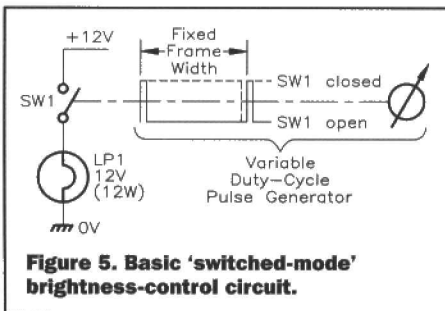 +12V
Fixed
Frame
Width
SW1 closed
SW1
SW1 open
LP1
12V
(12W)
Variable
Duty-Cycle
Pulse Generator
0V
Figure 5. Basic ‘switched-mode’
brightness-control circuit.